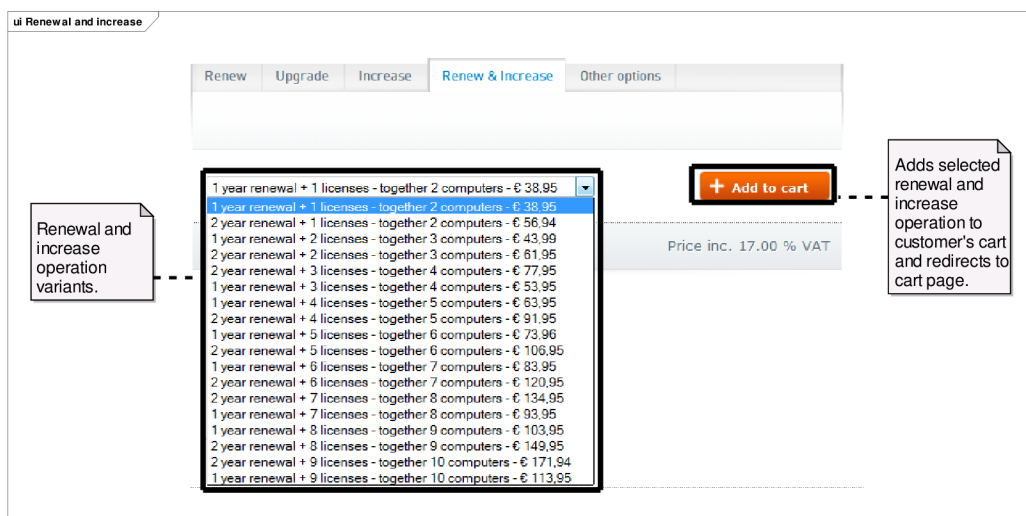 ui Renewal and increase
Renew Upgrade Increase Renew & Increase Other options
1 year renewal + 1 licenses - together 2 computers - € 38,95
+ Add to cart
1 year renewal + 1 licenses - together 2 computers - € 38,95
2 year renewal + 1 licenses - together 2 computers - € 56,94
1 year renewal + 2 licenses - together 3 computers - € 43,99
2 year renewal + 2 licenses - together 3 computers - € 61,95
2 year renewal + 3 licenses - together 4 computers - € 77,95
1 year renewal + 3 licenses - together 4 computers - € 53,95
1 year renewal + 4 licenses - together 5 computers - € 63,95
2 year renewal + 4 licenses - together 5 computers - € 91,95
1 year renewal + 5 licenses - together 6 computers - € 73,96
2 year renewal + 5 licenses - together 6 computers - € 106,95
1 year renewal + 6 licenses - together 7 computers - € 83,95
2 year renewal + 6 licenses - together 7 computers - € 120,95
2 year renewal + 7 licenses - together 8 computers - € 134,95
1 year renewal + 7 licenses - together 8 computers - € 93,95
1 year renewal + 8 licenses - together 9 computers - € 103,95
2 year renewal + 8 licenses - together 9 computers - € 149,95
2 year renewal + 9 licenses - together 10 computers - € 171,94
1 year renewal + 9 licenses - together 10 computers - € 113,95
Price inc. 17.00 % VAT
Renewal and
increase
operation
variants.
Adds selected
renewal and
increase
operation to
customer's cart
and redirects to
cart page.